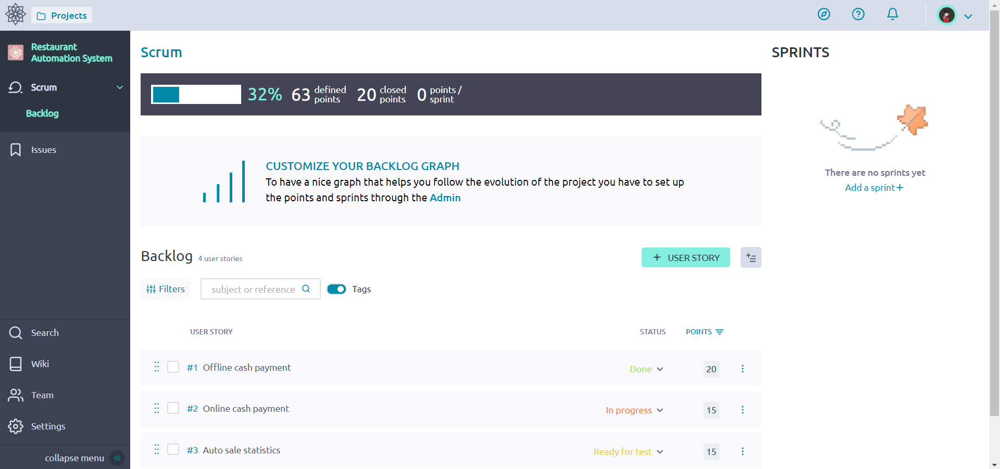 Projects
Restaurant
Automation System
Scrum
Backlog
Issues
Search
Wiki
Team
Settings
collapse menu
Scrum
32% 63 defined points 20 closed points 0 points / sprint
CUSTOMIZE YOUR BACKLOG GRAPH
To have a nice graph that helps you follow the evolution of the project you have to set up
the points and sprints through the Admin
Backlog 4 user stories
+ USER STORY
Filters
subject or reference
Tags
USER STORY STATUS POINTS
#1 Offline cash payment Done 20
#2 Online cash payment In progress 15
#3 Auto sale statistics Ready for test 15
SPRINTS
There are no sprints yet
Add a sprint+